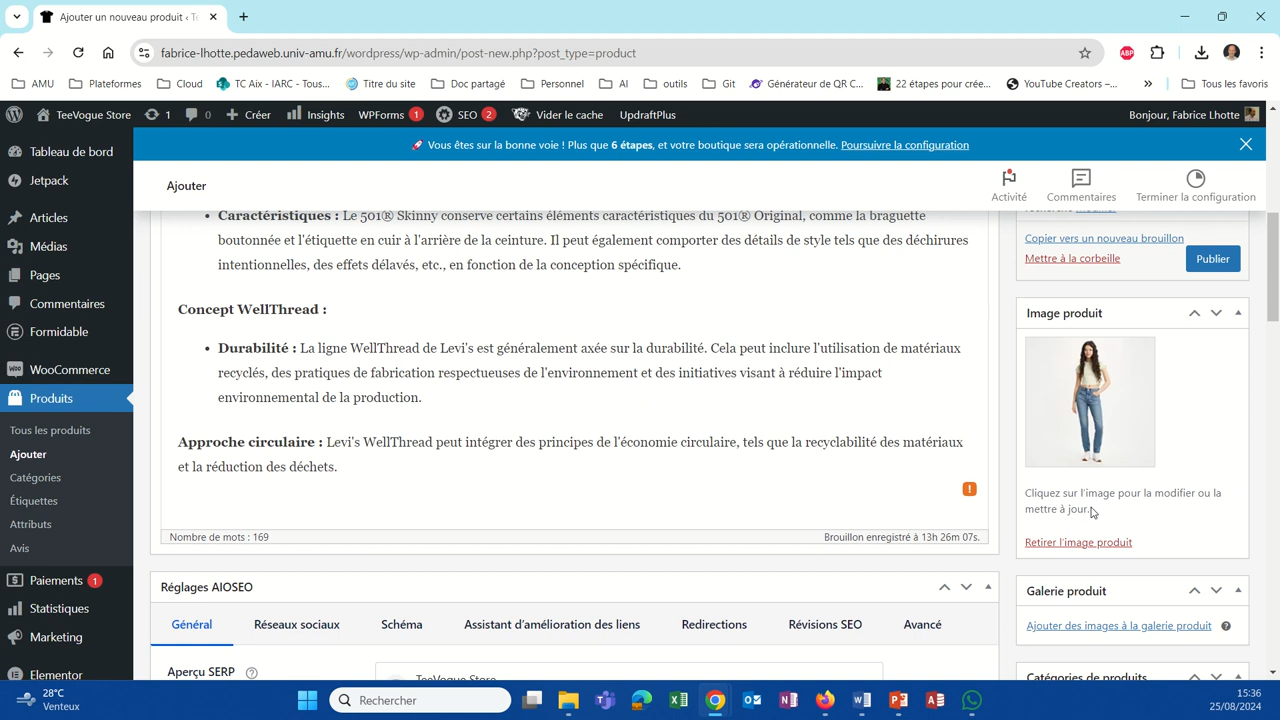 Ajouter un nouveau produit ‹ Te
fabrice-lhotte.pedaweb.univ-amu.fr/wordpress/wp-admin/post-new.php?post_type=product
ABP
AMU
Plateformes
Cloud
TC Aix - IARC - Tous...
Titre du site
Doc partagé
Personnel
AI
outils
Git
Générateur de QR C...
22 étapes pour crée...
YouTube Creators –...
»
Tous les favoris
TeeVogue Store
1
0
Créer
Insights
WPForms 1
SEO 2
Vider le cache
UpdraftPlus
Bonjour, Fabrice Lhotte
🚀 Vous êtes sur la bonne voie ! Plus que 6 étapes, et votre boutique sera opérationnelle. Poursuivre la configuration
Tableau de bord
Jetpack
Articles
Médias
Pages
Commentaires
Formidable
WooCommerce
Produits
Tous les produits
Ajouter
Catégories
Étiquettes
Attributs
Avis
Paiements 1
Statistiques
Marketing
Elementor
Ajouter
Activité
Commentaires
Terminer la configuration
• Caractéristiques : Le 501® Skinny conserve certains éléments caractéristiques du 501® Original, comme la braguette
boutonnée et l'étiquette en cuir à l'arrière de la ceinture. Il peut également comporter des détails de style tels que des déchirures
intentionnelles, des effets délavés, etc., en fonction de la conception spécifique.
Concept WellThread :
• Durabilité : La ligne WellThread de Levi's est généralement axée sur la durabilité. Cela peut inclure l'utilisation de matériaux
recyclés, des pratiques de fabrication respectueuses de l'environnement et des initiatives visant à réduire l'impact
environnemental de la production.
Approche circulaire : Levi's WellThread peut intégrer des principes de l'économie circulaire, tels que la recyclabilité des matériaux
et la réduction des déchets.
!
Nombre de mots : 169
Brouillon enregistré à 13h 26m 07s.
Réglages AIOSEO
Général
Réseaux sociaux
Schéma
Assistant d'amélioration des liens
Redirections
Révisions SEO
Avancé
Aperçu SERP
TeeVogue Store
Copier vers un nouveau brouillon
Mettre à la corbeille
Publier
Image produit
Cliquez sur l'image pour la modifier ou la
mettre à jour.
Retirer l'image produit
Galerie produit
Ajouter des images à la galerie produit
Catégories de produits
28°C
Venteux
Rechercher
15:36
25/08/2024